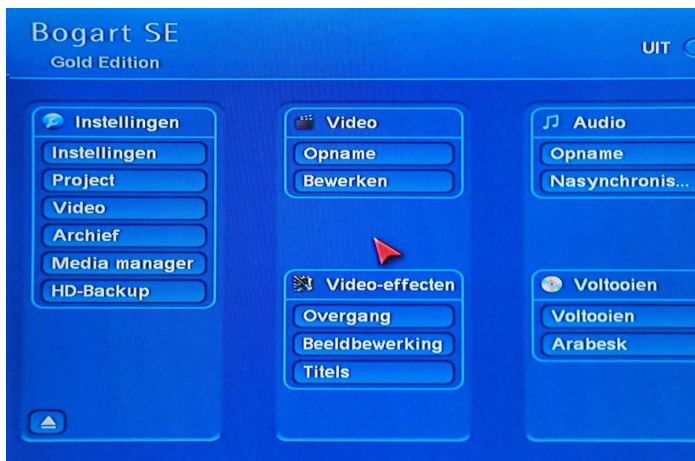 Bogart SE
Gold Edition
UIT
Instellingen
Instellingen
Project
Video
Archief
Media manager
HD-Backup
Video
Opname
Bewerken
Video-effecten
Overgang
Beeldbewerking
Titels
Audio
Opname
Nasynchronis...
Voltooien
Voltooien
Arabesk